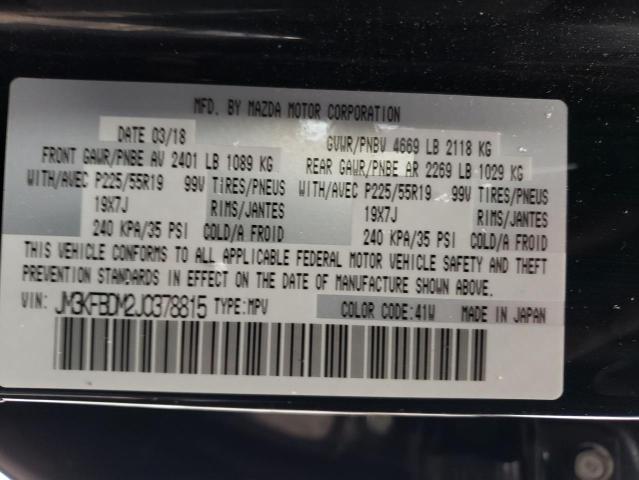 MFD. BY MAZDA MOTOR CORPORATION
DATE 03/18 GVWR/PNBV 4669 LB 2118 KG
FRONT GAWR/PNBE AV 2401 LB 1089 KG REAR GAWR/PNBE AR 2269 LB 1029 KG
WITH/AVEC P225/55R19 99V TIRES/PNEUS WITH/AVEC P225/55R19 99V TIRES/PNEUS
19X7J RIMS/JANTES 19X7J RIMS/JANTES
240 KPA/35 PSI COLD/A FROID 240 KPA/35 PSI COLD/A FROID
THIS VEHICLE CONFORMS TO ALL APPLICABLE FEDERAL MOTOR VEHICLE SAFETY AND THEFT
PREVENTION STANDARDS IN EFFECT ON THE DATE OF MANUFACTURE SHOWN ABOVE.
VIN: JM3KFBDM2J0378815 TYPE:MPV COLOR CODE:41W MADE IN JAPAN